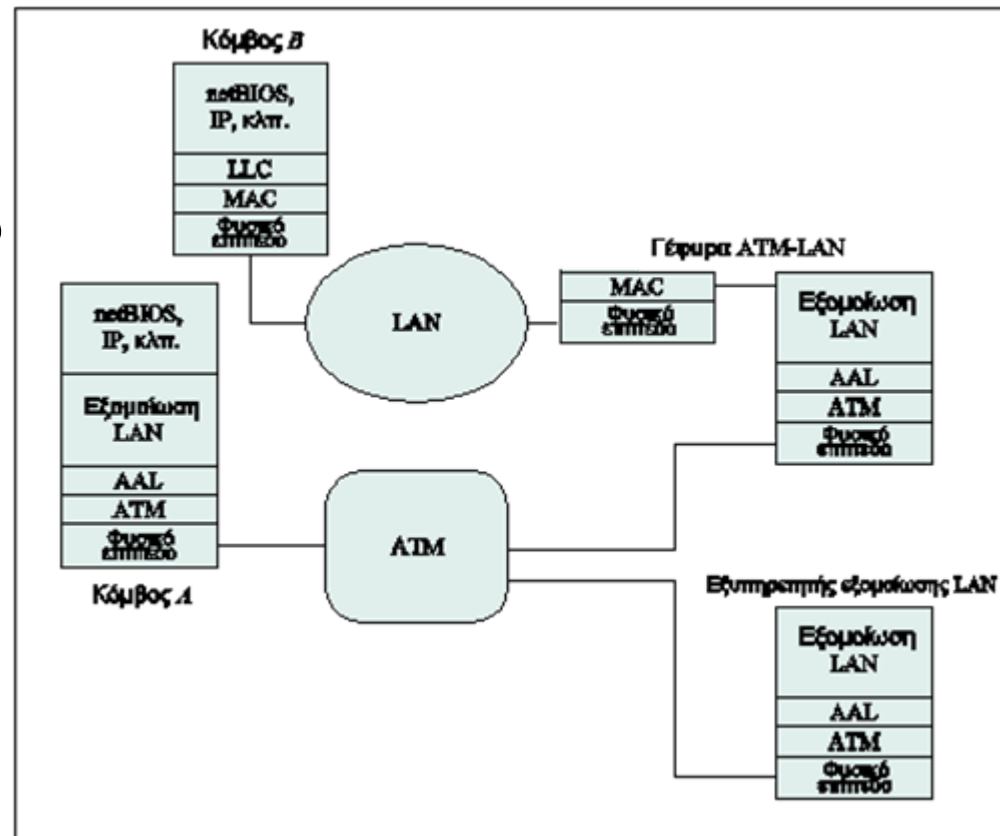 Κόμβος B
netBIOS,
IP, κλπ.
LLC
MAC
Φυσικό
επίπεδο
LAN
Γέφυρα ATM-LAN
MAC
Φυσικό
επίπεδο
Εξομοίωση
LAN
AAL
ATM
Φυσικό
επίπεδο
netBIOS,
IP, κλπ.
Εξομοίωση
LAN
AAL
ATM
Φυσικό
επίπεδο
Κόμβος A
ATM
Εξυπηρετητής εξομοίωσης LAN
Εξομοίωση
LAN
AAL
ATM
Φυσικό
επίπεδο